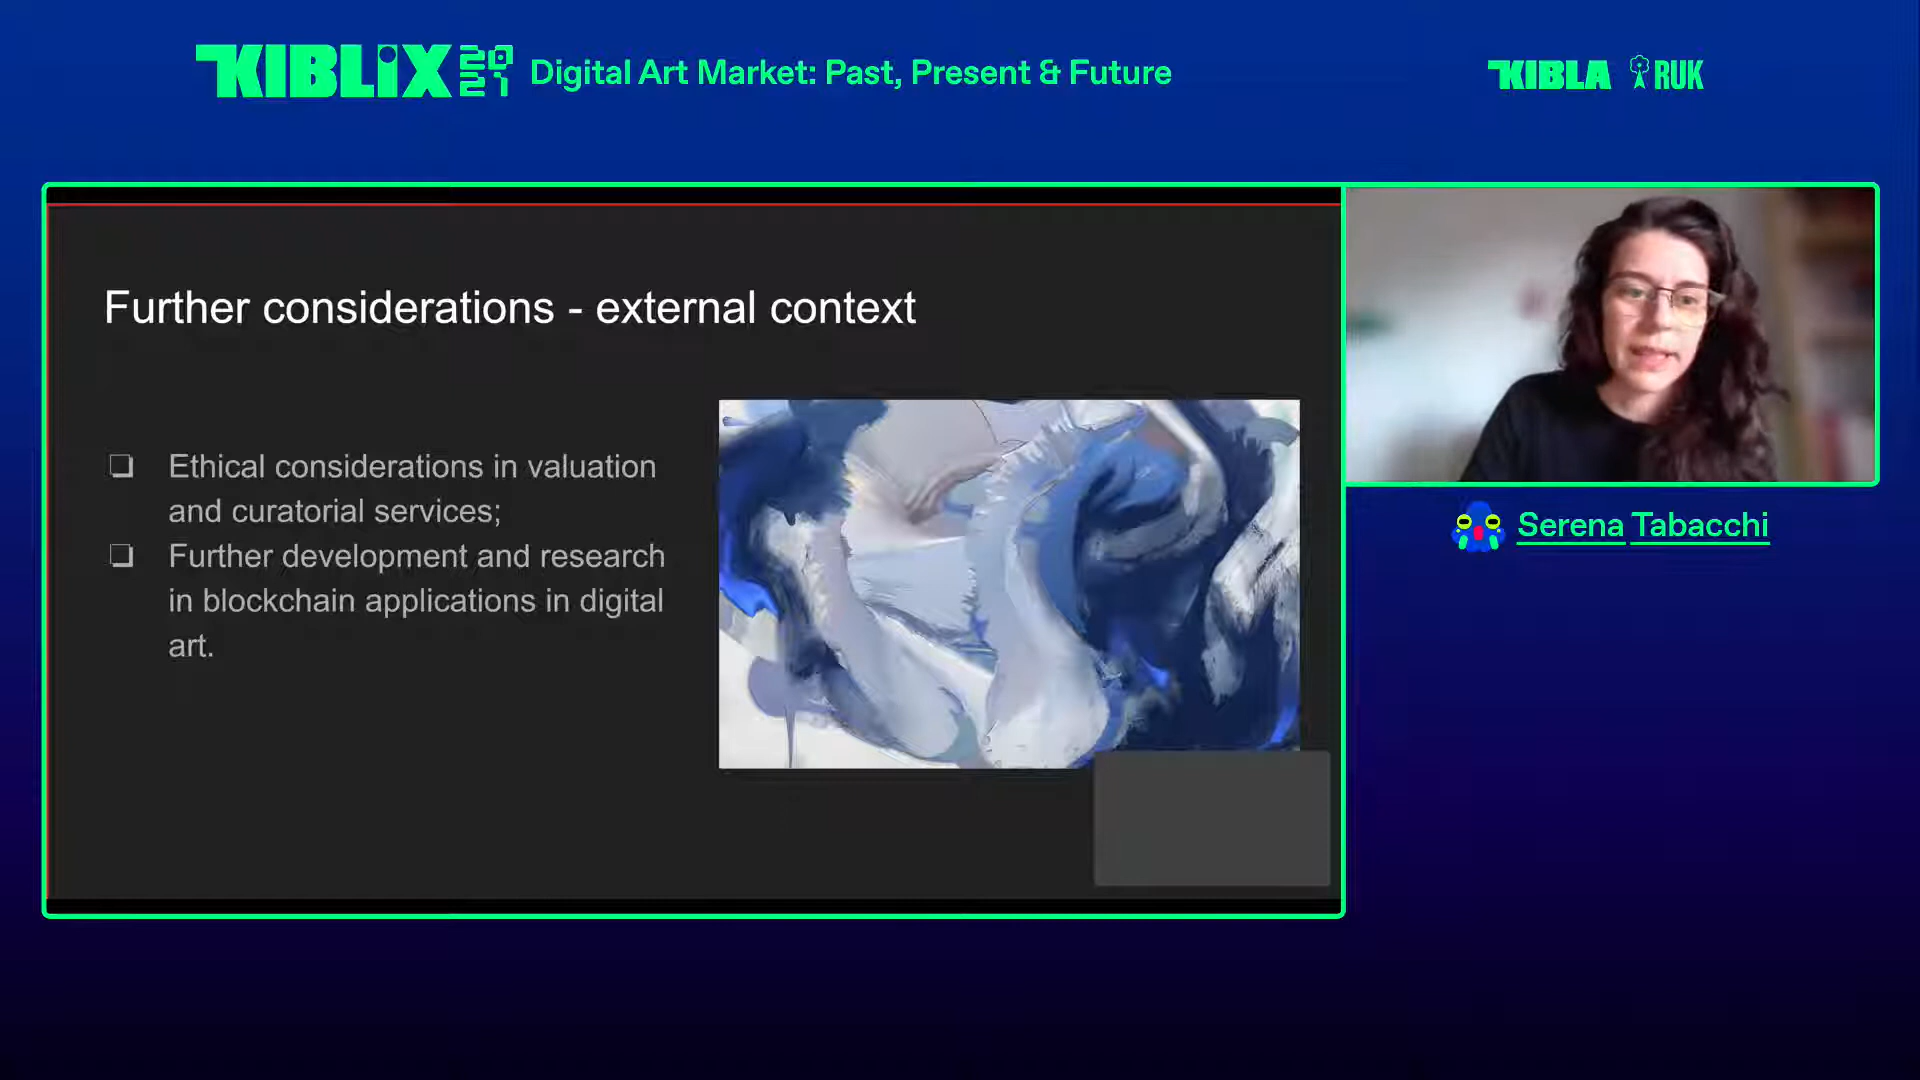 KIBLIX Digital Art Market: Past, Present & Future
KIBLA RUK
Further considerations - external context
Ethical considerations in valuation
and curatorial services;
Further development and research
in blockchain applications in digital
art.
Serena Tabacchi